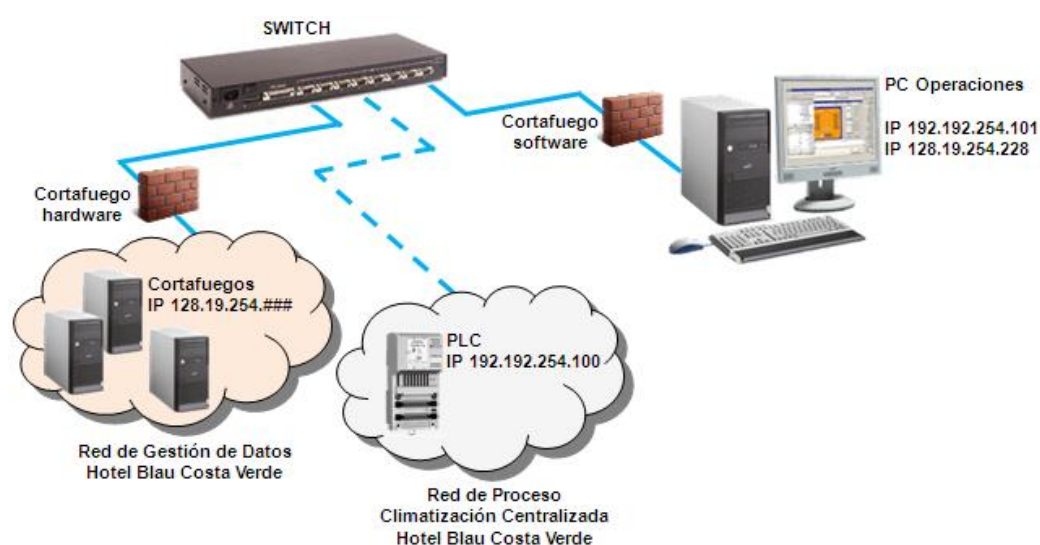 SWITCH
PC Operaciones
IP 192.192.254.101
IP 128.19.254.228
Cortafuego
software
Cortafuego
hardware
Cortafuegos
IP 128.19.254.###
PLC
IP 192.192.254.100
Red de Gestión de Datos
Hotel Blau Costa Verde
Red de Proceso
Climatización Centralizada
Hotel Blau Costa Verde